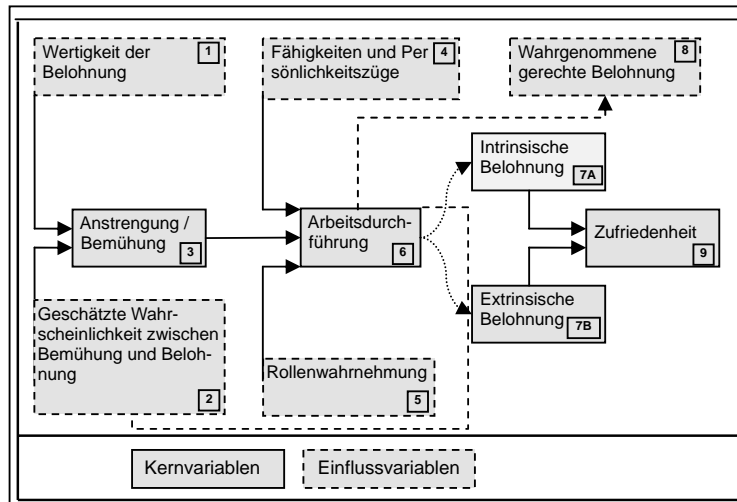 Wertigkeit der
Belohnung
1
Fähigkeiten und Per
sönlichkeitszüge
4
Wahrgenommene
gerechte Belohnung
8
Intrinsische
Belohnung
7A
Anstrengung /
Bemühung
3
Arbeitsdurch-
führung
6
Zufriedenheit
9
Extrinsische
Belohnung
7B
Geschätzte Wahr-
scheinlichkeit zwischen
Bemühung und Beloh-
nung
2
Rollenwahrnehmung
5
Kernvariablen
Einflussvariablen